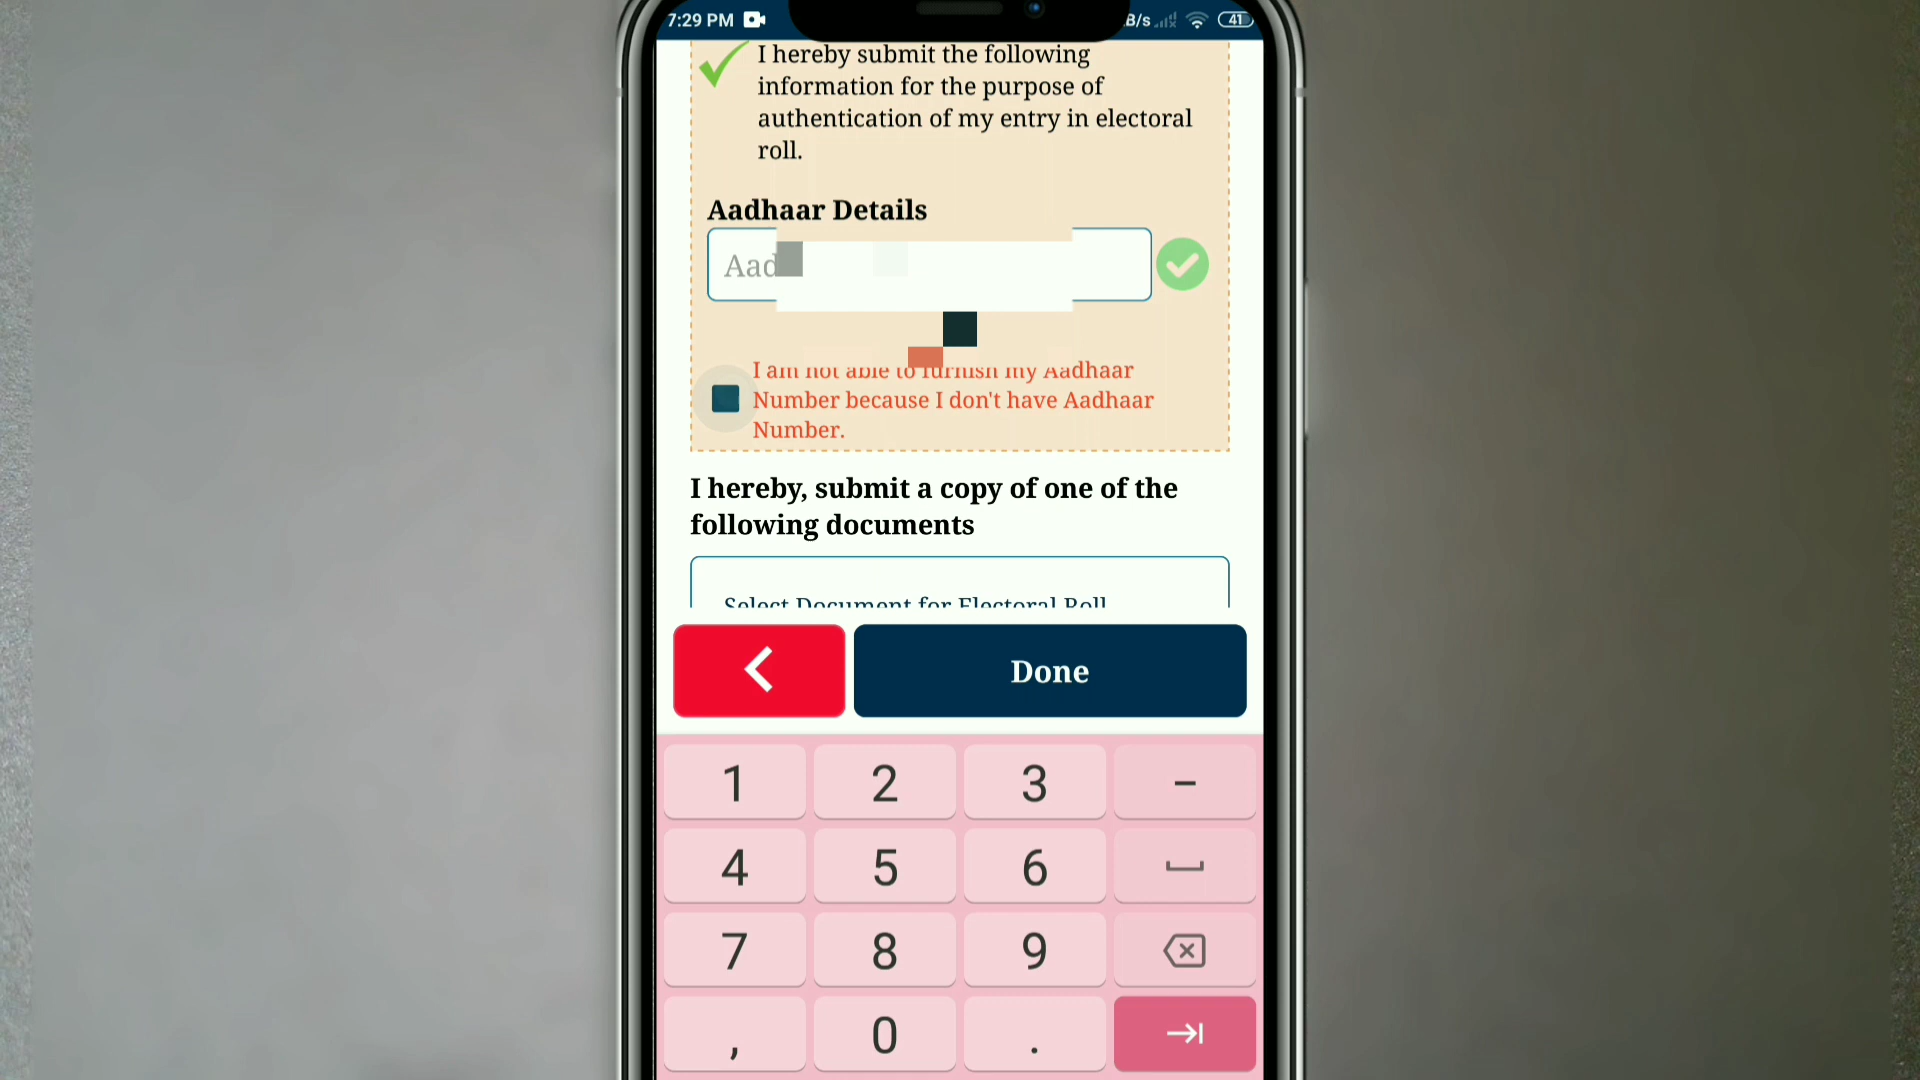 7:29 PM
B/s
41
I hereby submit the following
information for the purpose of
authentication of my entry in electoral
roll.
Aadhaar Details
Aad
I am not able to furnish my Aadhaar
Number because I don't have Aadhaar
Number.
I hereby, submit a copy of one of the
following documents
Select Document for Electoral Roll
Done
1 2 3 −
4 5 6
7 8 9
, 0 .